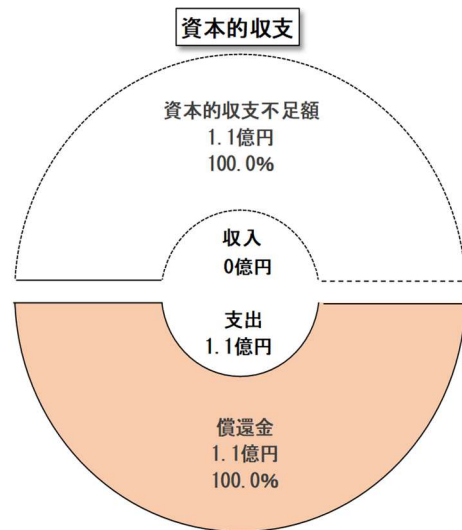 資本的収支
資本的収支不足額
1.1億円
100.0%
収入
0億円
支出
1.1億円
償還金
1.1億円
100.0%